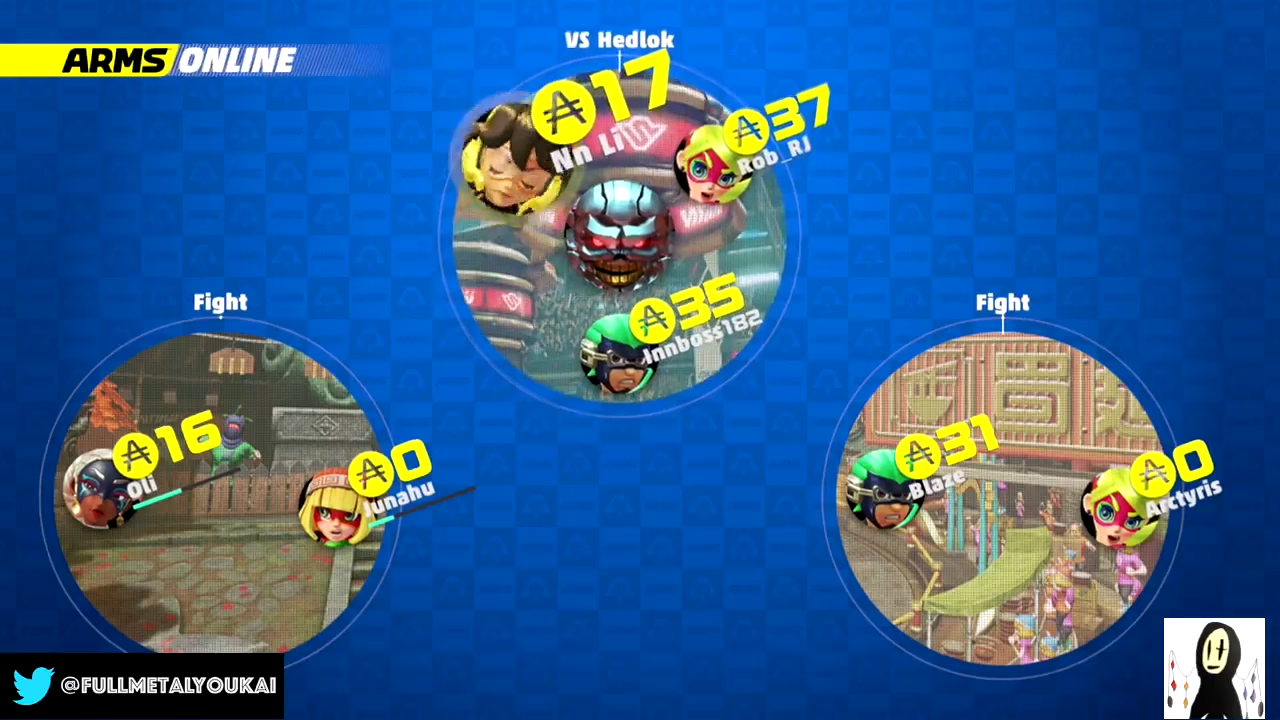 VS Hedlok
ARMS ONLINE
17
Nn Li
37
Rob_RJ
35
Innboss182
Fight
16
Oli
0
Junahu
Fight
31
Blaze
0
Arctyris
@FULLMETALYOUKAI